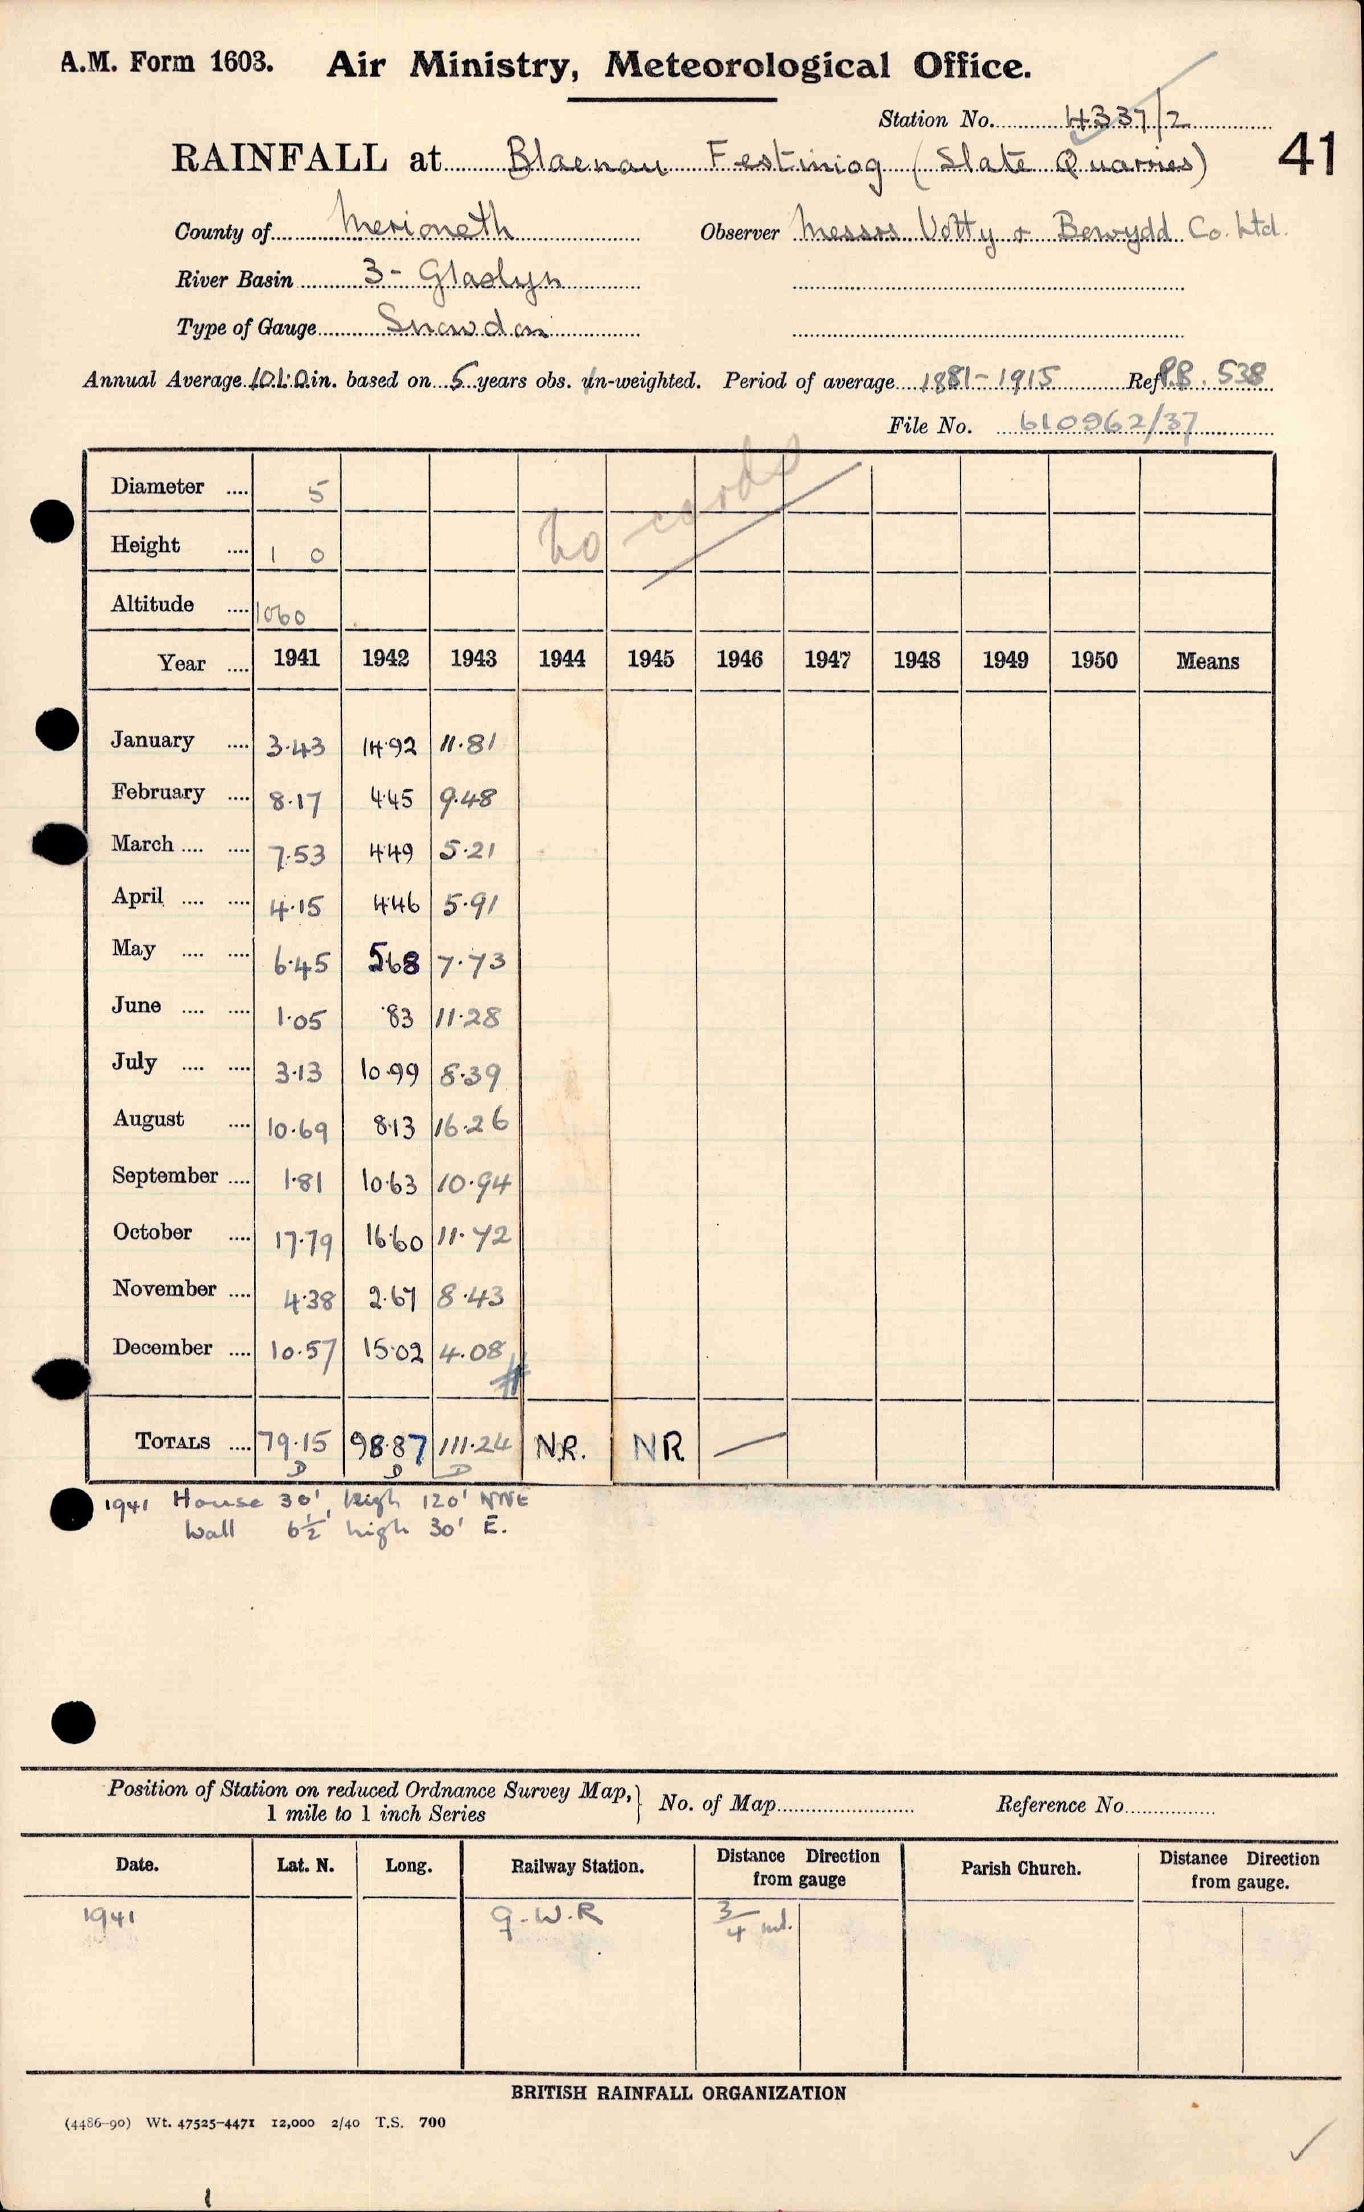 A.M. Form 1603. Air Ministry, Meteorological Office.
Station No. 4337/2
RAINFALL at Blaenau Festiniog (Slate Quarries) 41
County of Merioneth Observer Messrs Votty & Bowydd Co. Ltd.
River Basin 3- Glaslyn
Type of Gauge Snowdon
Annual Average 101.0 in. based on 5 years obs. un-weighted. Period of average 1881-1915 Ref P.B. 538
File No. 610962/37
No cards
Diameter .... 5
Height .... 1 0
Altitude .... 1060
Year .... 1941 1942 1943 1944 1945 1946 1947 1948 1949 1950 Means
January .... 3.43 14.92 11.81
February .... 8.17 4.45 9.48
March .... .... 7.53 4.49 5.21
April .... .... 4.15 4.46 5.91
May .... .... 6.45 5.68 7.73
June .... .... 1.05 .83 11.28
July .... .... 3.13 10.99 8.39
August .... 10.69 8.13 16.26
September .... 1.81 10.63 10.94
October .... 17.79 16.60 11.72
November .... 4.38 2.67 8.43
December .... 10.57 15.02 4.08
TOTALS .... 79.15 98.87 111.24 N.R. NR —
D D D
1941 House 30' high 120' NNE
Wall 6½' high 30' E.
Position of Station on reduced Ordnance Survey Map, } No. of Map Reference No.
1 mile to 1 inch Series
Date. Lat. N. Long. Railway Station. Distance Direction from gauge Parish Church. Distance Direction from gauge.
1941 G.W.R 3/4 ml.
BRITISH RAINFALL ORGANIZATION
(4486-90) Wt. 47525-4471 12,000 2/40 T.S. 700